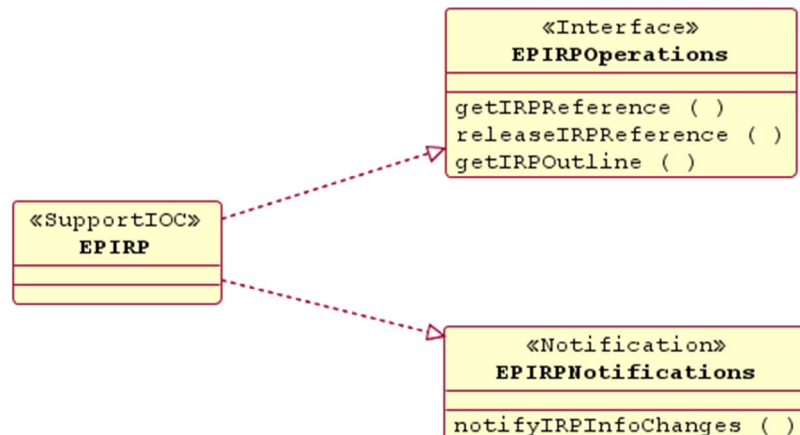 «Interface»
EPIRPOperations
getIRPReference ( )
releaseIRPReference ( )
getIRPOutline ( )
«SupportIOC»
EPIRP
«Notification»
EPIRPNotifications
notifyIRPInfoChanges ( )